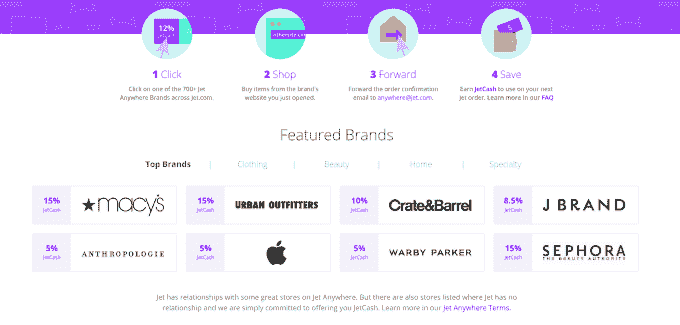 12%
1 Click
2 Shop
3 Forward
4 Save
Click on one of the 700+ Jet
Anywhere Brands across Jet.com.
Buy items from the brand's
website you just opened.
Forward the order confirmation
email to anywhere@jet.com.
Earn JetCash to use on your next
Jet order. Learn more in our FAQ
Featured Brands
Top Brands | Clothing | Beauty | Home | Specialty
15%
JetCash
★macy's
15%
JetCash
URBAN OUTFITTERS
10%
JetCash
Crate&Barrel
8.5%
JetCash
J BRAND
5%
JetCash
ANTHROPOLOGIE
5%
JetCash
5%
JetCash
WARBY PARKER
15%
JetCash
SEPHORA
THE BEAUTY AUTHORITY
Jet has relationships with some great stores on Jet Anywhere. But there are also stores listed where Jet has no
relationship and we are simply committed to offering you JetCash. Learn more in our Jet Anywhere Terms.